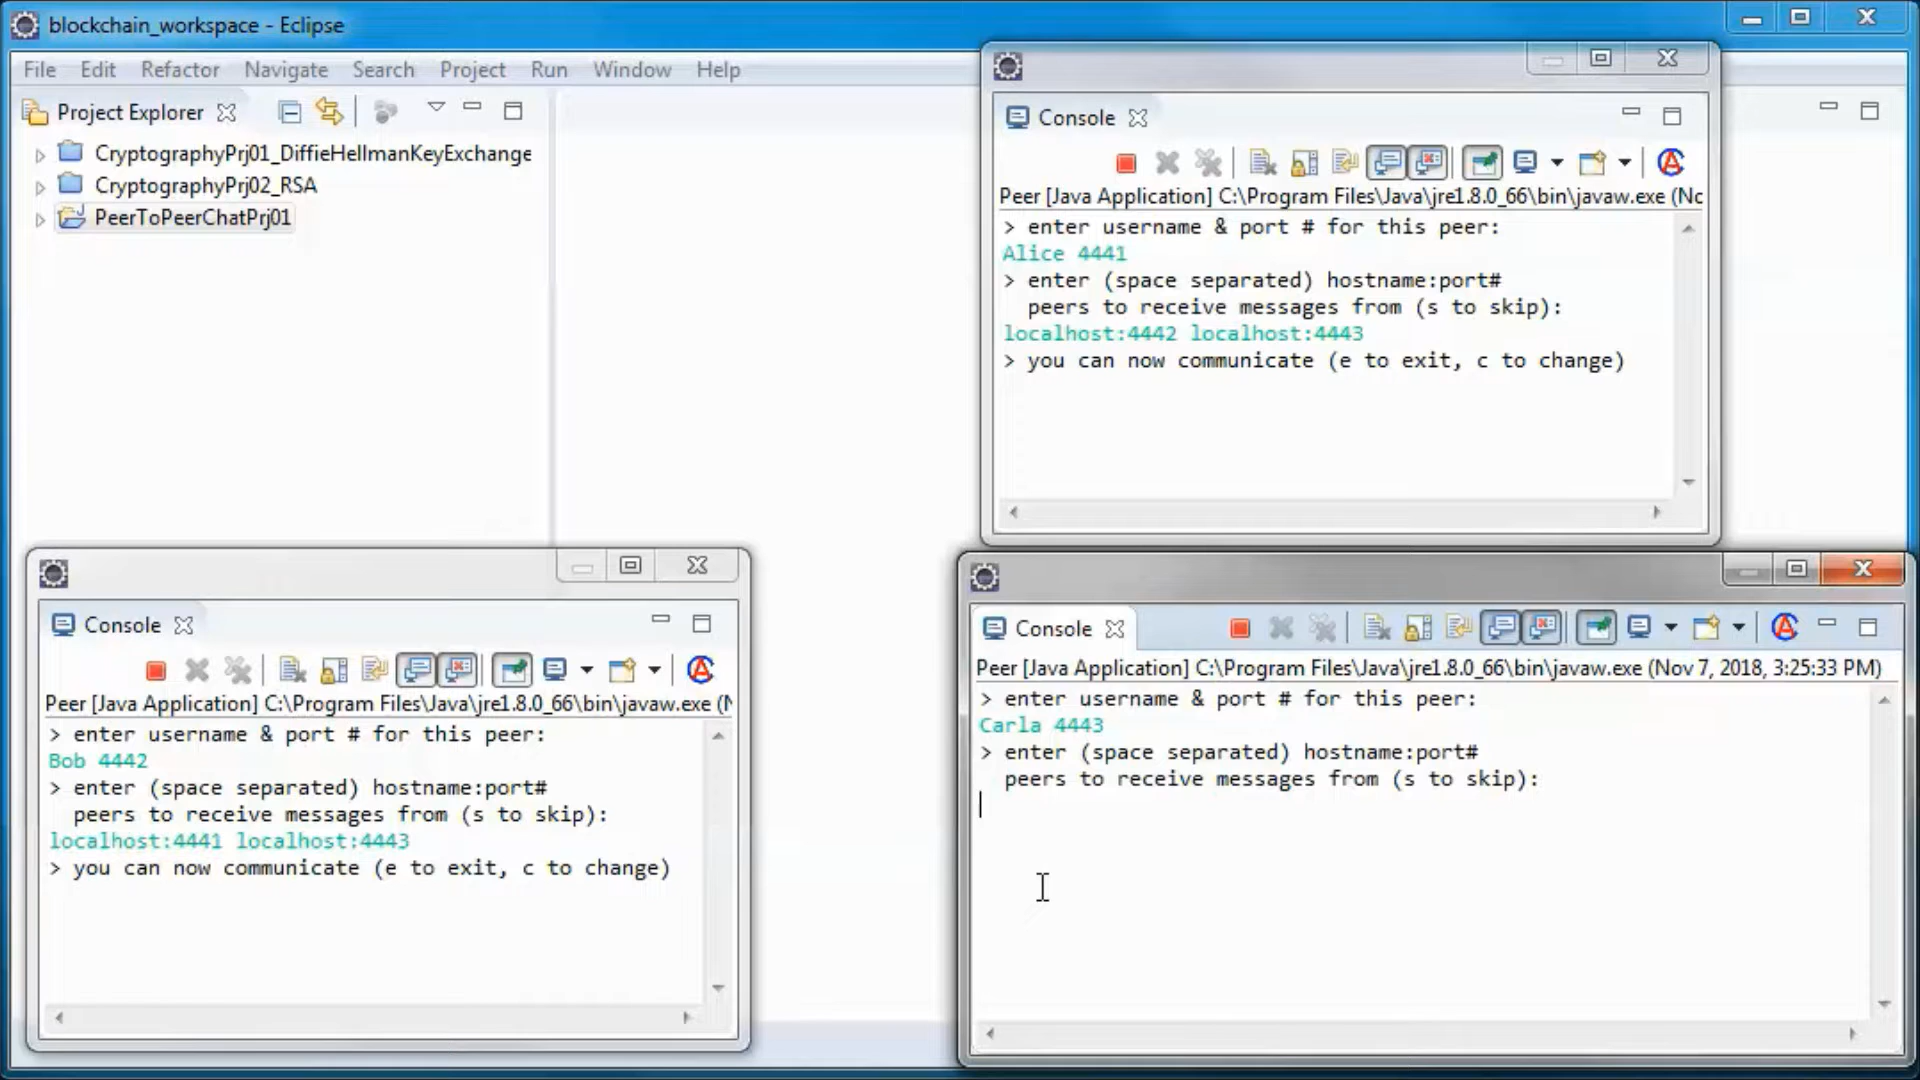 blockchain_workspace - Eclipse
File Edit Refactor Navigate Search Project Run Window Help
Project Explorer
CryptographyPrj01_DiffieHellmanKeyExchange
CryptographyPrj02_RSA
PeerToPeerChatPrj01
Console
Peer [Java Application] C:\Program Files\Java\jre1.8.0_66\bin\javaw.exe (Nc
> enter username & port # for this peer:
Alice 4441
> enter (space separated) hostname:port#
peers to receive messages from (s to skip):
localhost:4442 localhost:4443
> you can now communicate (e to exit, c to change)
Console
Peer [Java Application] C:\Program Files\Java\jre1.8.0_66\bin\javaw.exe (N
> enter username & port # for this peer:
Bob 4442
> enter (space separated) hostname:port#
peers to receive messages from (s to skip):
localhost:4441 localhost:4443
> you can now communicate (e to exit, c to change)
Console
Peer [Java Application] C:\Program Files\Java\jre1.8.0_66\bin\javaw.exe (Nov 7, 2018, 3:25:33 PM)
> enter username & port # for this peer:
Carla 4443
> enter (space separated) hostname:port#
peers to receive messages from (s to skip):